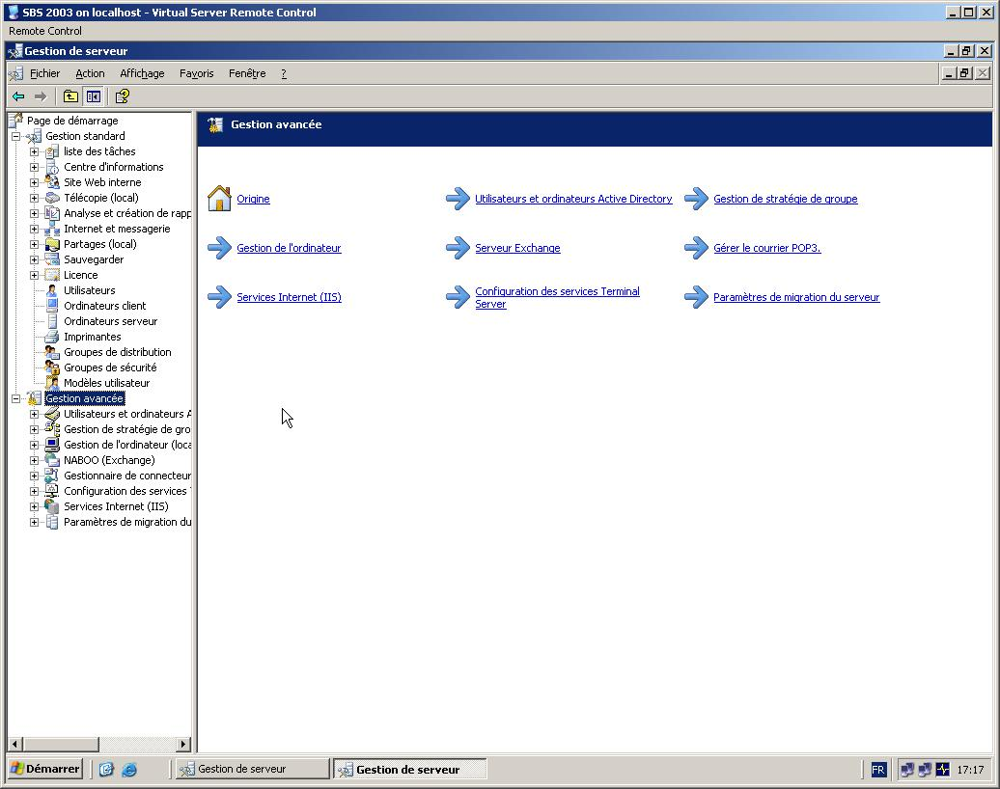 SBS 2003 on localhost - Virtual Server Remote Control
Remote Control
Gestion de serveur
Fichier Action Affichage Favoris Fenêtre ?
Page de démarrage
Gestion standard
liste des tâches
Centre d'informations
Site Web interne
Télécopie (local)
Analyse et création de rapp
Internet et messagerie
Partages (local)
Sauvegarder
Licence
Utilisateurs
Ordinateurs client
Ordinateurs serveur
Imprimantes
Groupes de distribution
Groupes de sécurité
Modèles utilisateur
Gestion avancée
Utilisateurs et ordinateurs A
Gestion de stratégie de gro
Gestion de l'ordinateur (loca
NABOO (Exchange)
Gestionnaire de connecteur
Configuration des services T
Services Internet (IIS)
Paramètres de migration du
Gestion avancée
Origine
Utilisateurs et ordinateurs Active Directory
Gestion de stratégie de groupe
Gestion de l'ordinateur
Serveur Exchange
Gérer le courrier POP3.
Services Internet (IIS)
Configuration des services Terminal
Server
Paramètres de migration du serveur
Démarrer
Gestion de serveur
Gestion de serveur
FR
17:17